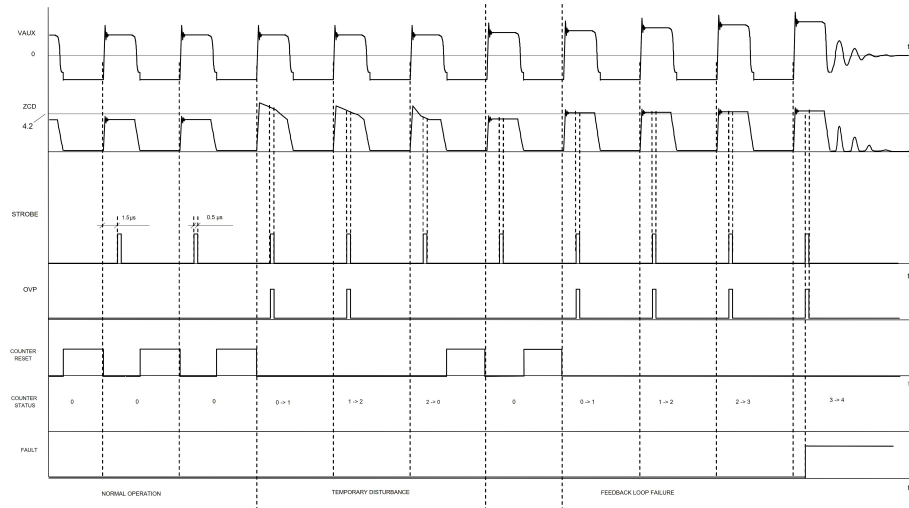 VAUX
0
t
ZCD
4.2
t
STROBE
1.5 µs
0.5 µs
t
OVP
t
COUNTER
RESET
t
COUNTER
STATUS
0
0
0
0 -> 1
1 -> 2
2 -> 0
0
0 -> 1
1 -> 2
2 -> 3
3 -> 4
FAULT
t
NORMAL OPERATION
TEMPORARY DISTURBANCE
FEEDBACK LOOP FAILURE